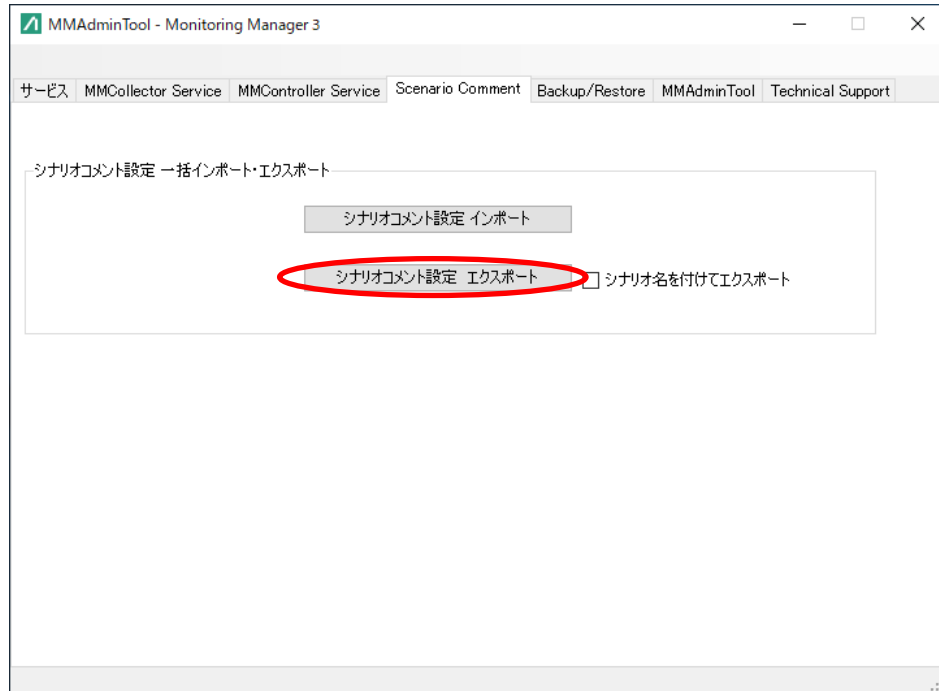 MMAdminTool - Monitoring Manager 3
サービス MMCollector Service MMController Service Scenario Comment Backup/Restore MMAdminTool Technical Support
シナリオコメント設定 一括インポート・エクスポート
シナリオコメント設定 インポート
シナリオコメント設定 エクスポート シナリオ名を付けてエクスポート